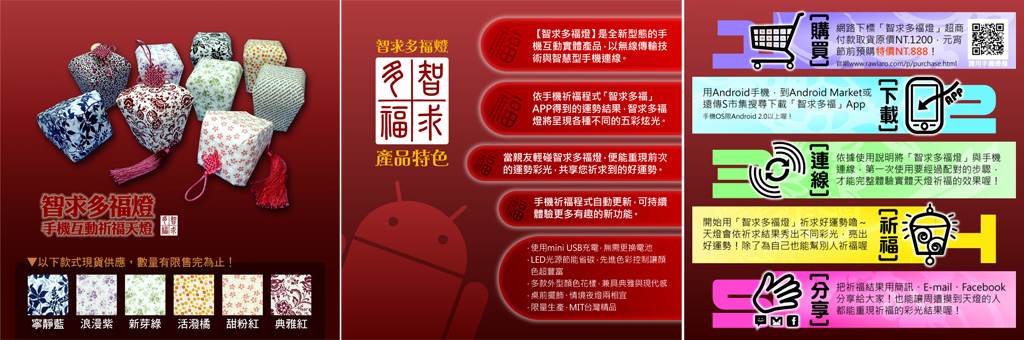 智求多福燈
手機互動祈福天燈
智求
多福
▼以下款式現貨供應，數量有限售完為止！
寧靜藍
浪漫紫
新芽綠
活潑橘
甜粉紅
典雅紅
智求多福燈
智求
多福
產品特色
【智求多福燈】是全新型態的手
機互動實體產品，以無線傳輸技
術與智慧型手機連線。
依手機祈福程式「智求多福」
APP得到的運勢結果，智求多福
燈將呈現各種不同的五彩炫光。
當親友輕碰智求多福燈，便能重現前次
的運勢彩光，共享您祈求到的好運勢。
手機祈福程式自動更新，可持續
體驗更多有趣的新功能。
·使用mini USB充電，無需更換電池
·LED光源節能省碳，先進色彩控制讓顏
色超豐富
·多款外型顏色花樣，兼具典雅與現代感
·桌前擺飾、情境夜燈兩相宜
·限量生產，MIT台灣精品
1
[購買]
網路下標「智求多福燈」超商
付款取貨原價NT.1200，元宵
節前預購特價NT.888！
官網www.rawlaro.com/p/purchase.html
請用手機掃描
2
用Android手機，到Android Market或
遠傳S市集搜尋下載「智求多福」App
手機OS限Android 2.0以上喔！
[下載]
APP
3
[連線]
依據使用說明將「智求多福燈」與手機
連線，第一次使用要經過配對的步驟，
才能完整體驗實體天燈祈福的效果喔！
4
開始用「智求多福燈」祈求好運勢嚕～
天燈會依祈求結果秀出不同彩光，亮出
好運勢！除了為自己也能幫別人祈福喔
[祈福]
5
[分享]
把祈福結果用簡訊、E-mail、Facebook
分享給大家！也能讓周遭摸到天燈的人
都能重現祈福的彩光結果喔！